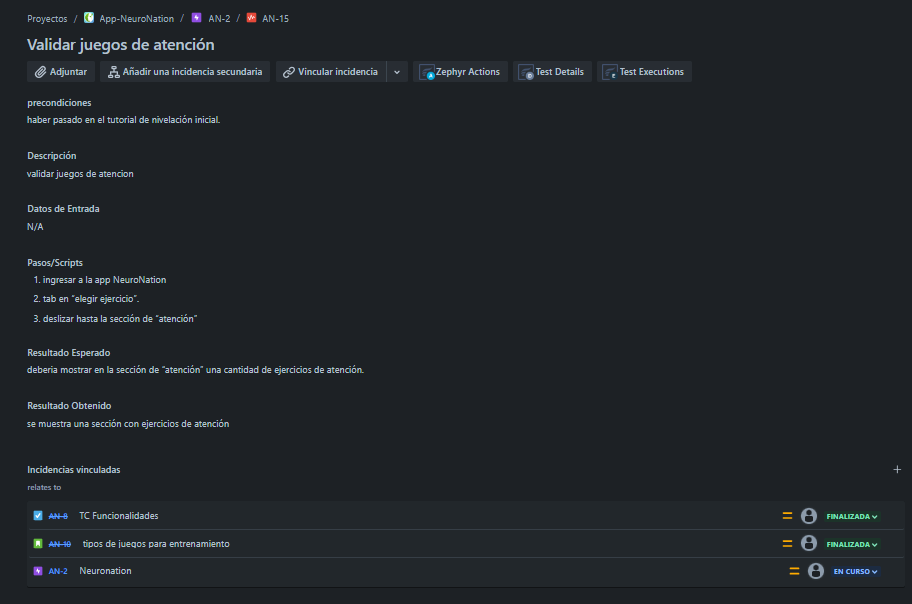 Proyectos / App-NeuroNation / AN-2 / AN-15
Validar juegos de atención
Adjuntar Añadir una incidencia secundaria Vincular incidencia Zephyr Actions Test Details Test Executions
precondiciones
haber pasado en el tutorial de nivelación inicial.
Descripción
validar juegos de atencion
Datos de Entrada
N/A
Pasos/Scripts
1. ingresar a la app NeuroNation
2. tab en "elegir ejercicio".
3. deslizar hasta la sección de "atención"
Resultado Esperado
deberia mostrar en la sección de "atención" una cantidad de ejercicios de atención.
Resultado Obtenido
se muestra una sección con ejercicios de atención
Incidencias vinculadas
relates to
AN-8 TC Funcionalidades FINALIZADA
AN-10 tipos de juegos para entrenamiento FINALIZADA
AN-2 Neuronation EN CURSO